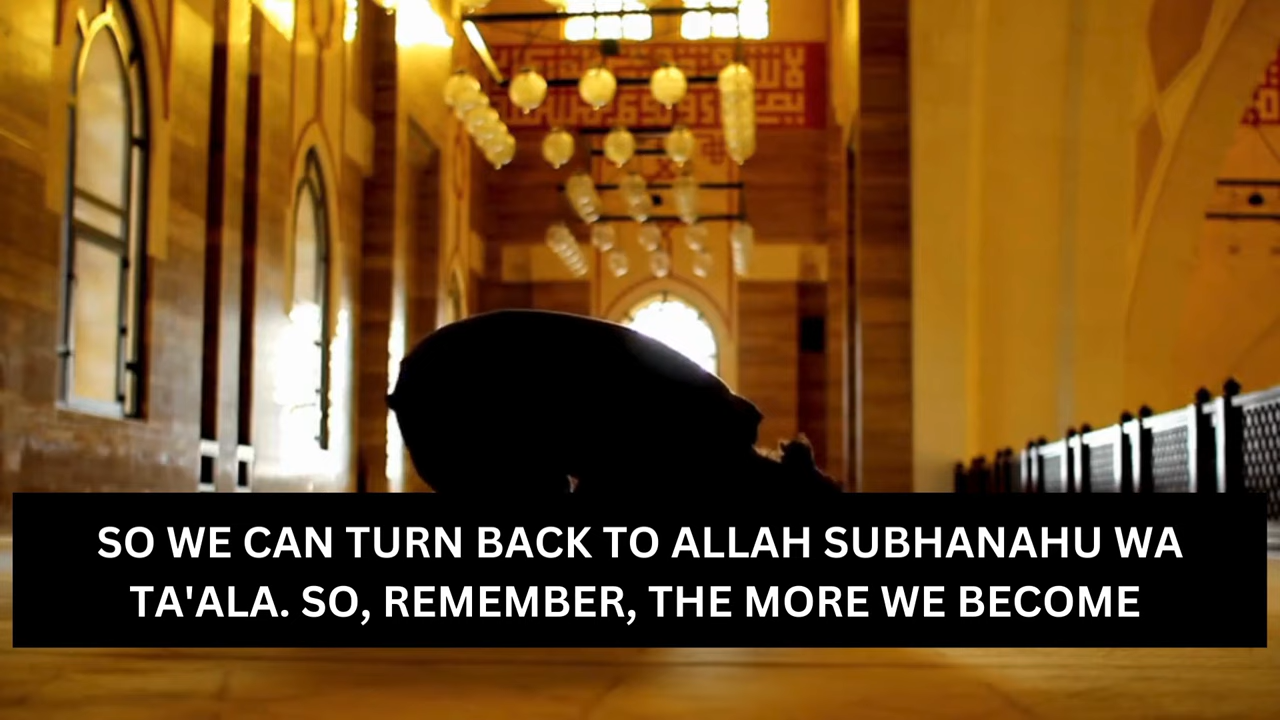 SO WE CAN TURN BACK TO ALLAH SUBHANAHU WA
TA'ALA. SO, REMEMBER, THE MORE WE BECOME